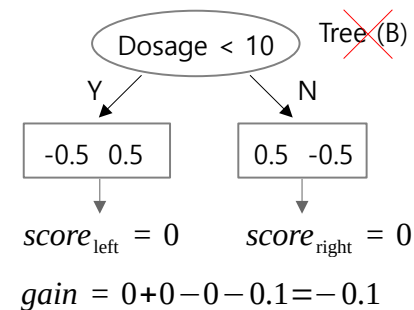 Dosage < 10
Tree (B)
Y
N
-0.5 0.5
0.5 -0.5
score_left = 0
score_right = 0
gain = 0+0−0−0.1=−0.1